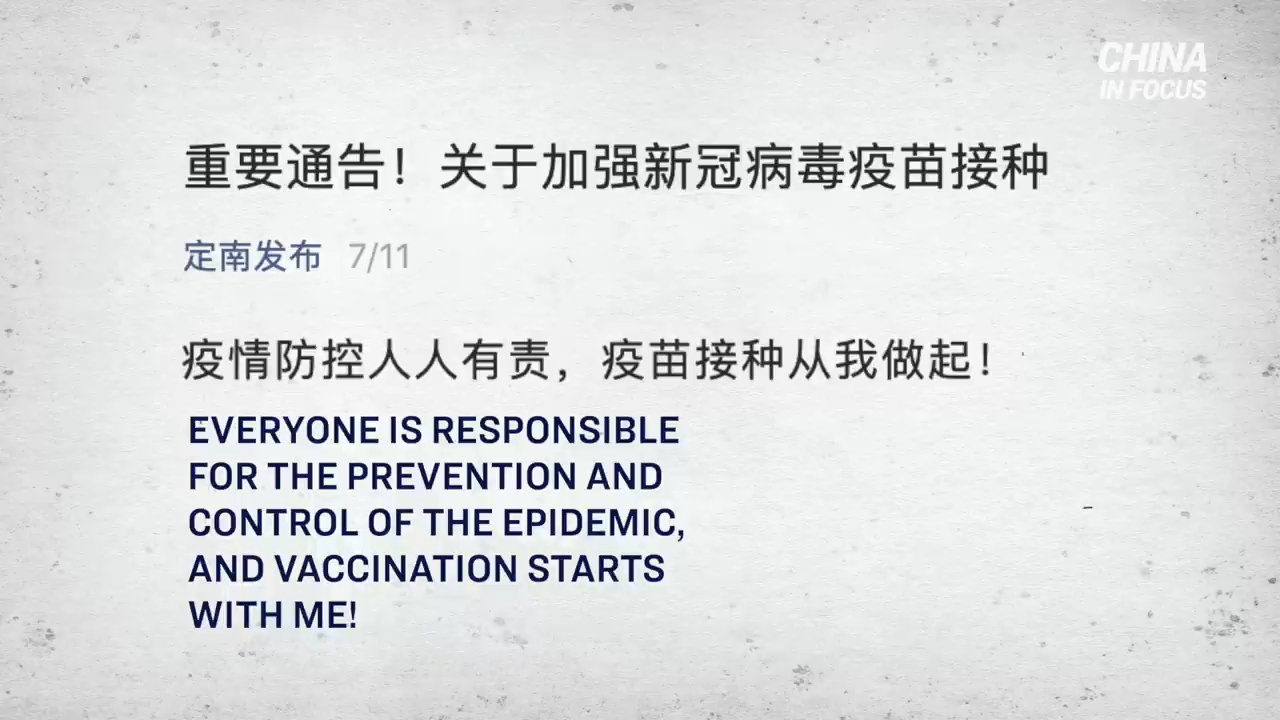 CHINA
IN FOCUS
重要通告！关于加强新冠病毒疫苗接种
定南发布 7/11
疫情防控人人有责，疫苗接种从我做起！
EVERYONE IS RESPONSIBLE
FOR THE PREVENTION AND
CONTROL OF THE EPIDEMIC,
AND VACCINATION STARTS
WITH ME!